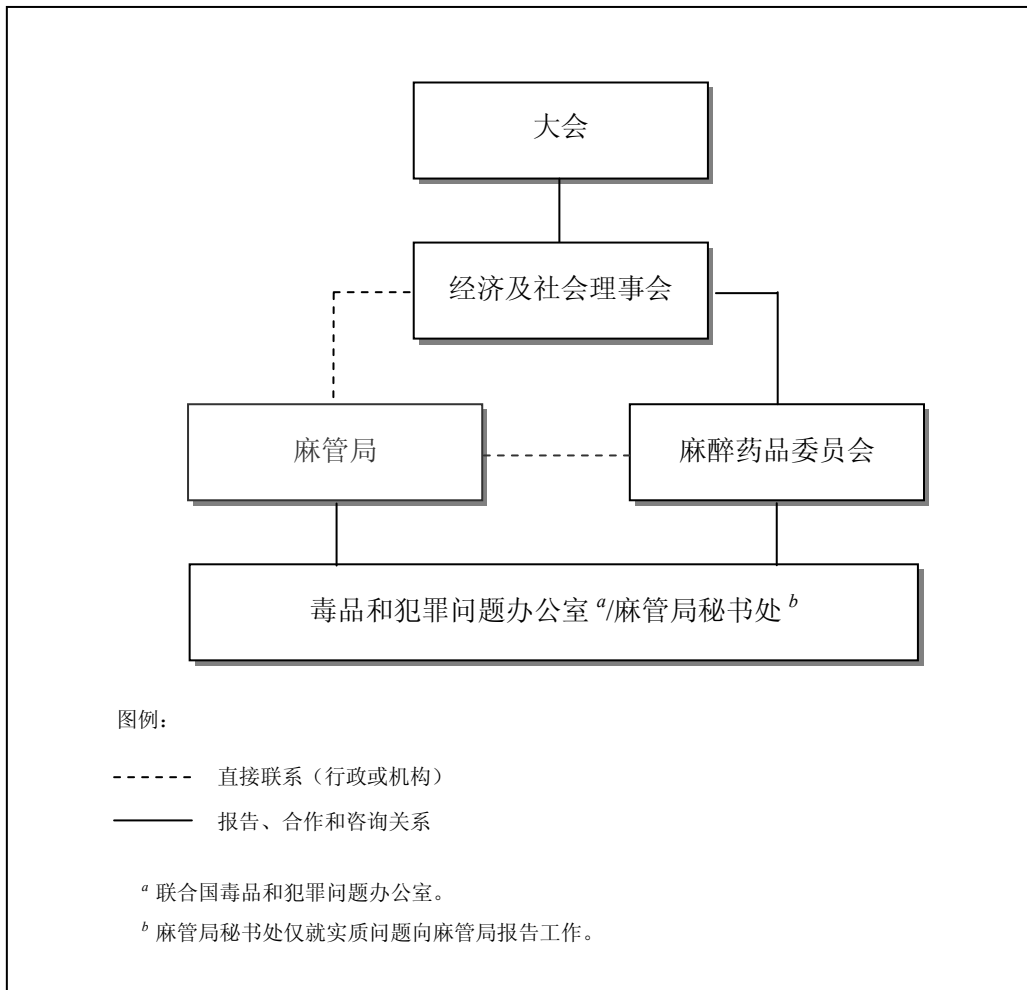 大会
经济及社会理事会
麻管局
麻醉药品委员会
毒品和犯罪问题办公室 a/麻管局秘书处 b
图例：
直接联系（行政或机构）
报告、合作和咨询关系
a 联合国毒品和犯罪问题办公室。
b 麻管局秘书处仅就实质问题向麻管局报告工作。